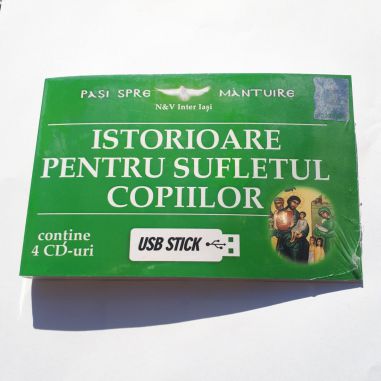 PAȘI SPRE MÂNTUIRE
N&V Inter Iași
ISTORIOARE
PENTRU SUFLETUL
COPIILOR
conține
4 CD-uri
USB STICK